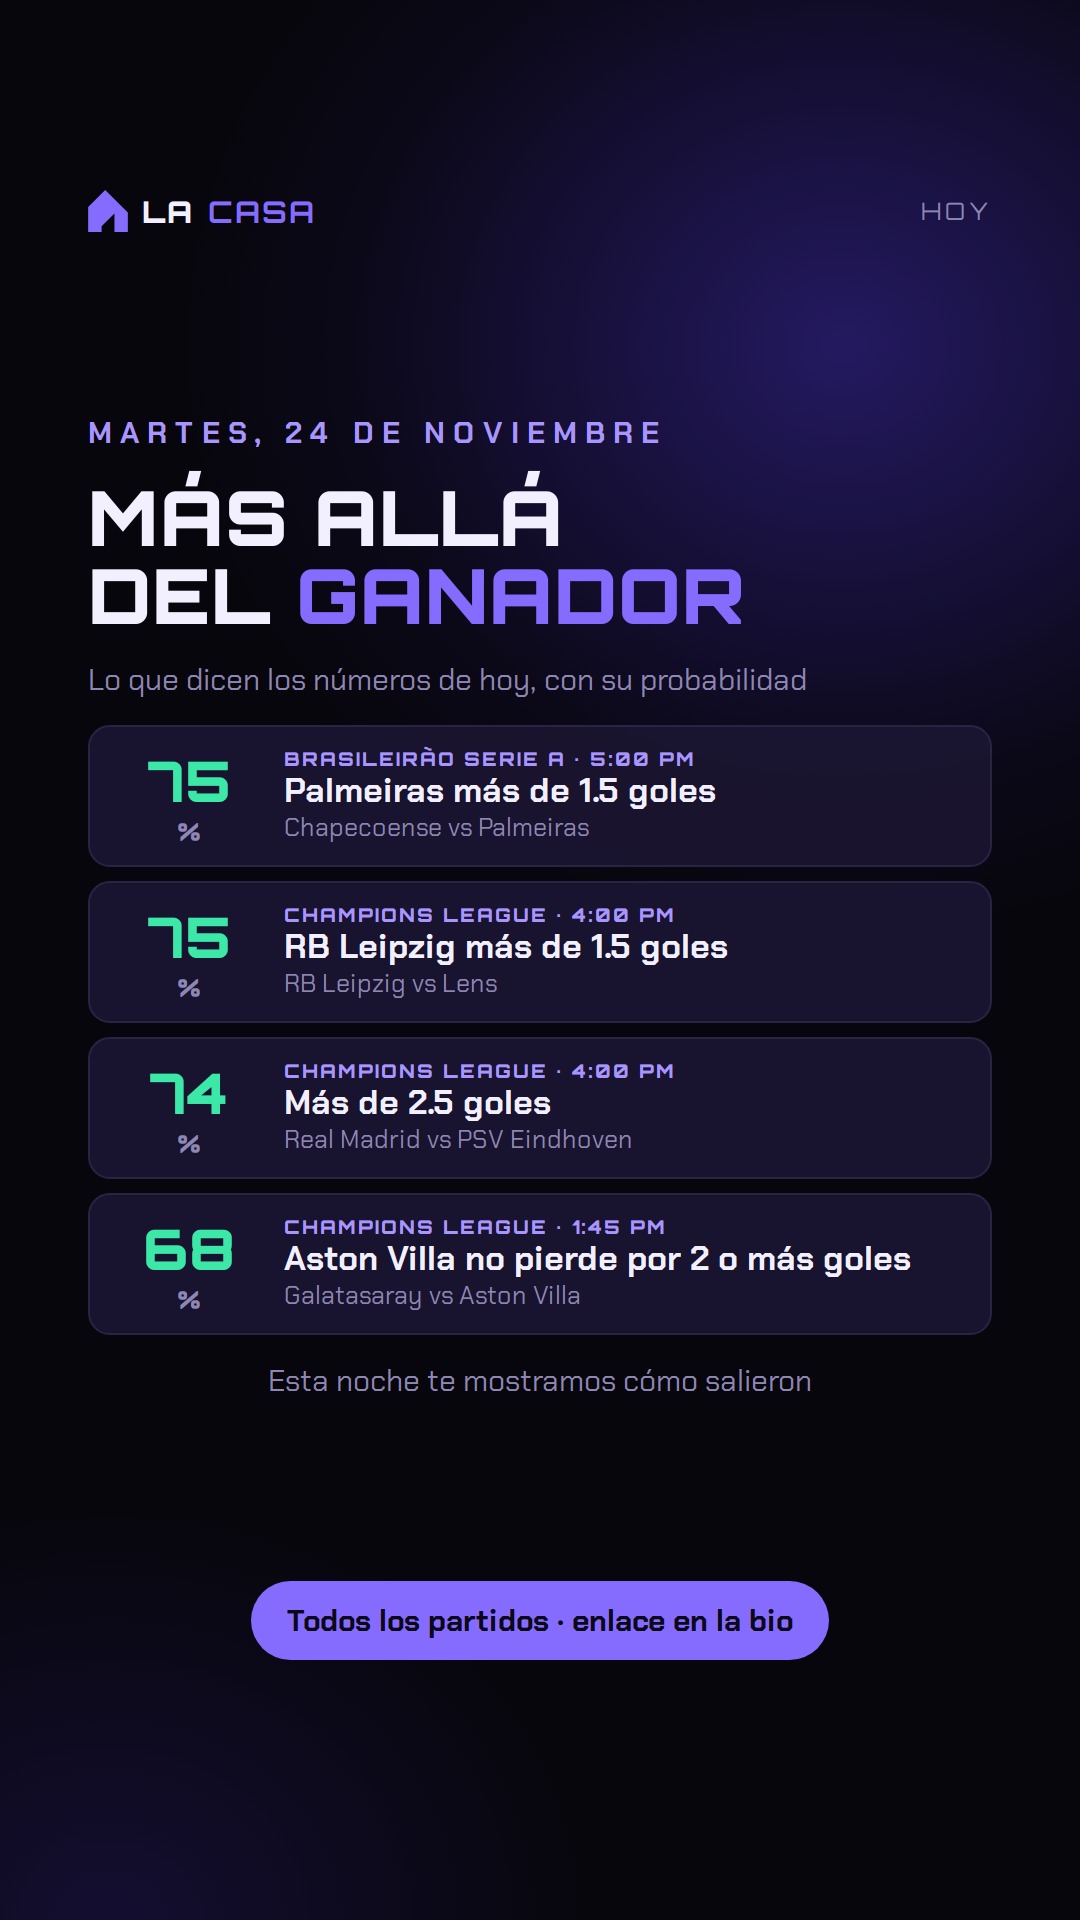 LA CASA
HOY
MARTES, 24 DE NOVIEMBRE
MÁS ALLÁ
DEL GANADOR
Lo que dicen los números de hoy, con su probabilidad
75
%
BRASILEIRÃO SERIE A · 5:00 PM
Palmeiras más de 1.5 goles
Chapecoense vs Palmeiras
75
%
CHAMPIONS LEAGUE · 4:00 PM
RB Leipzig más de 1.5 goles
RB Leipzig vs Lens
74
%
CHAMPIONS LEAGUE · 4:00 PM
Más de 2.5 goles
Real Madrid vs PSV Eindhoven
68
%
CHAMPIONS LEAGUE · 1:45 PM
Aston Villa no pierde por 2 o más goles
Galatasaray vs Aston Villa
Esta noche te mostramos cómo salieron
Todos los partidos · enlace en la bio